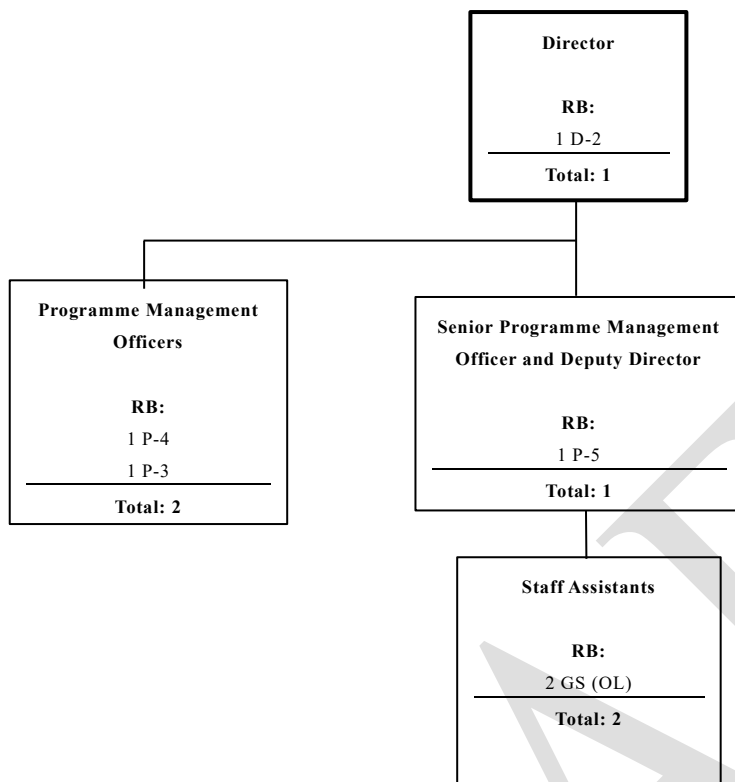 Director
RB:
1 D-2
Total: 1
Programme Management
Officers
RB:
1 P-4
1 P-3
Total: 2
Senior Programme Management
Officer and Deputy Director
RB:
1 P-5
Total: 1
Staff Assistants
RB:
2 GS (OL)
Total: 2